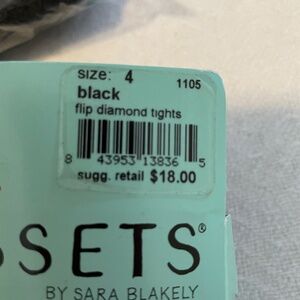 size: 4 1105
black
flip diamond tights
8 43953 13836 5
sugg. retail $18.00
SSETS®
BY SARA BLAKELY